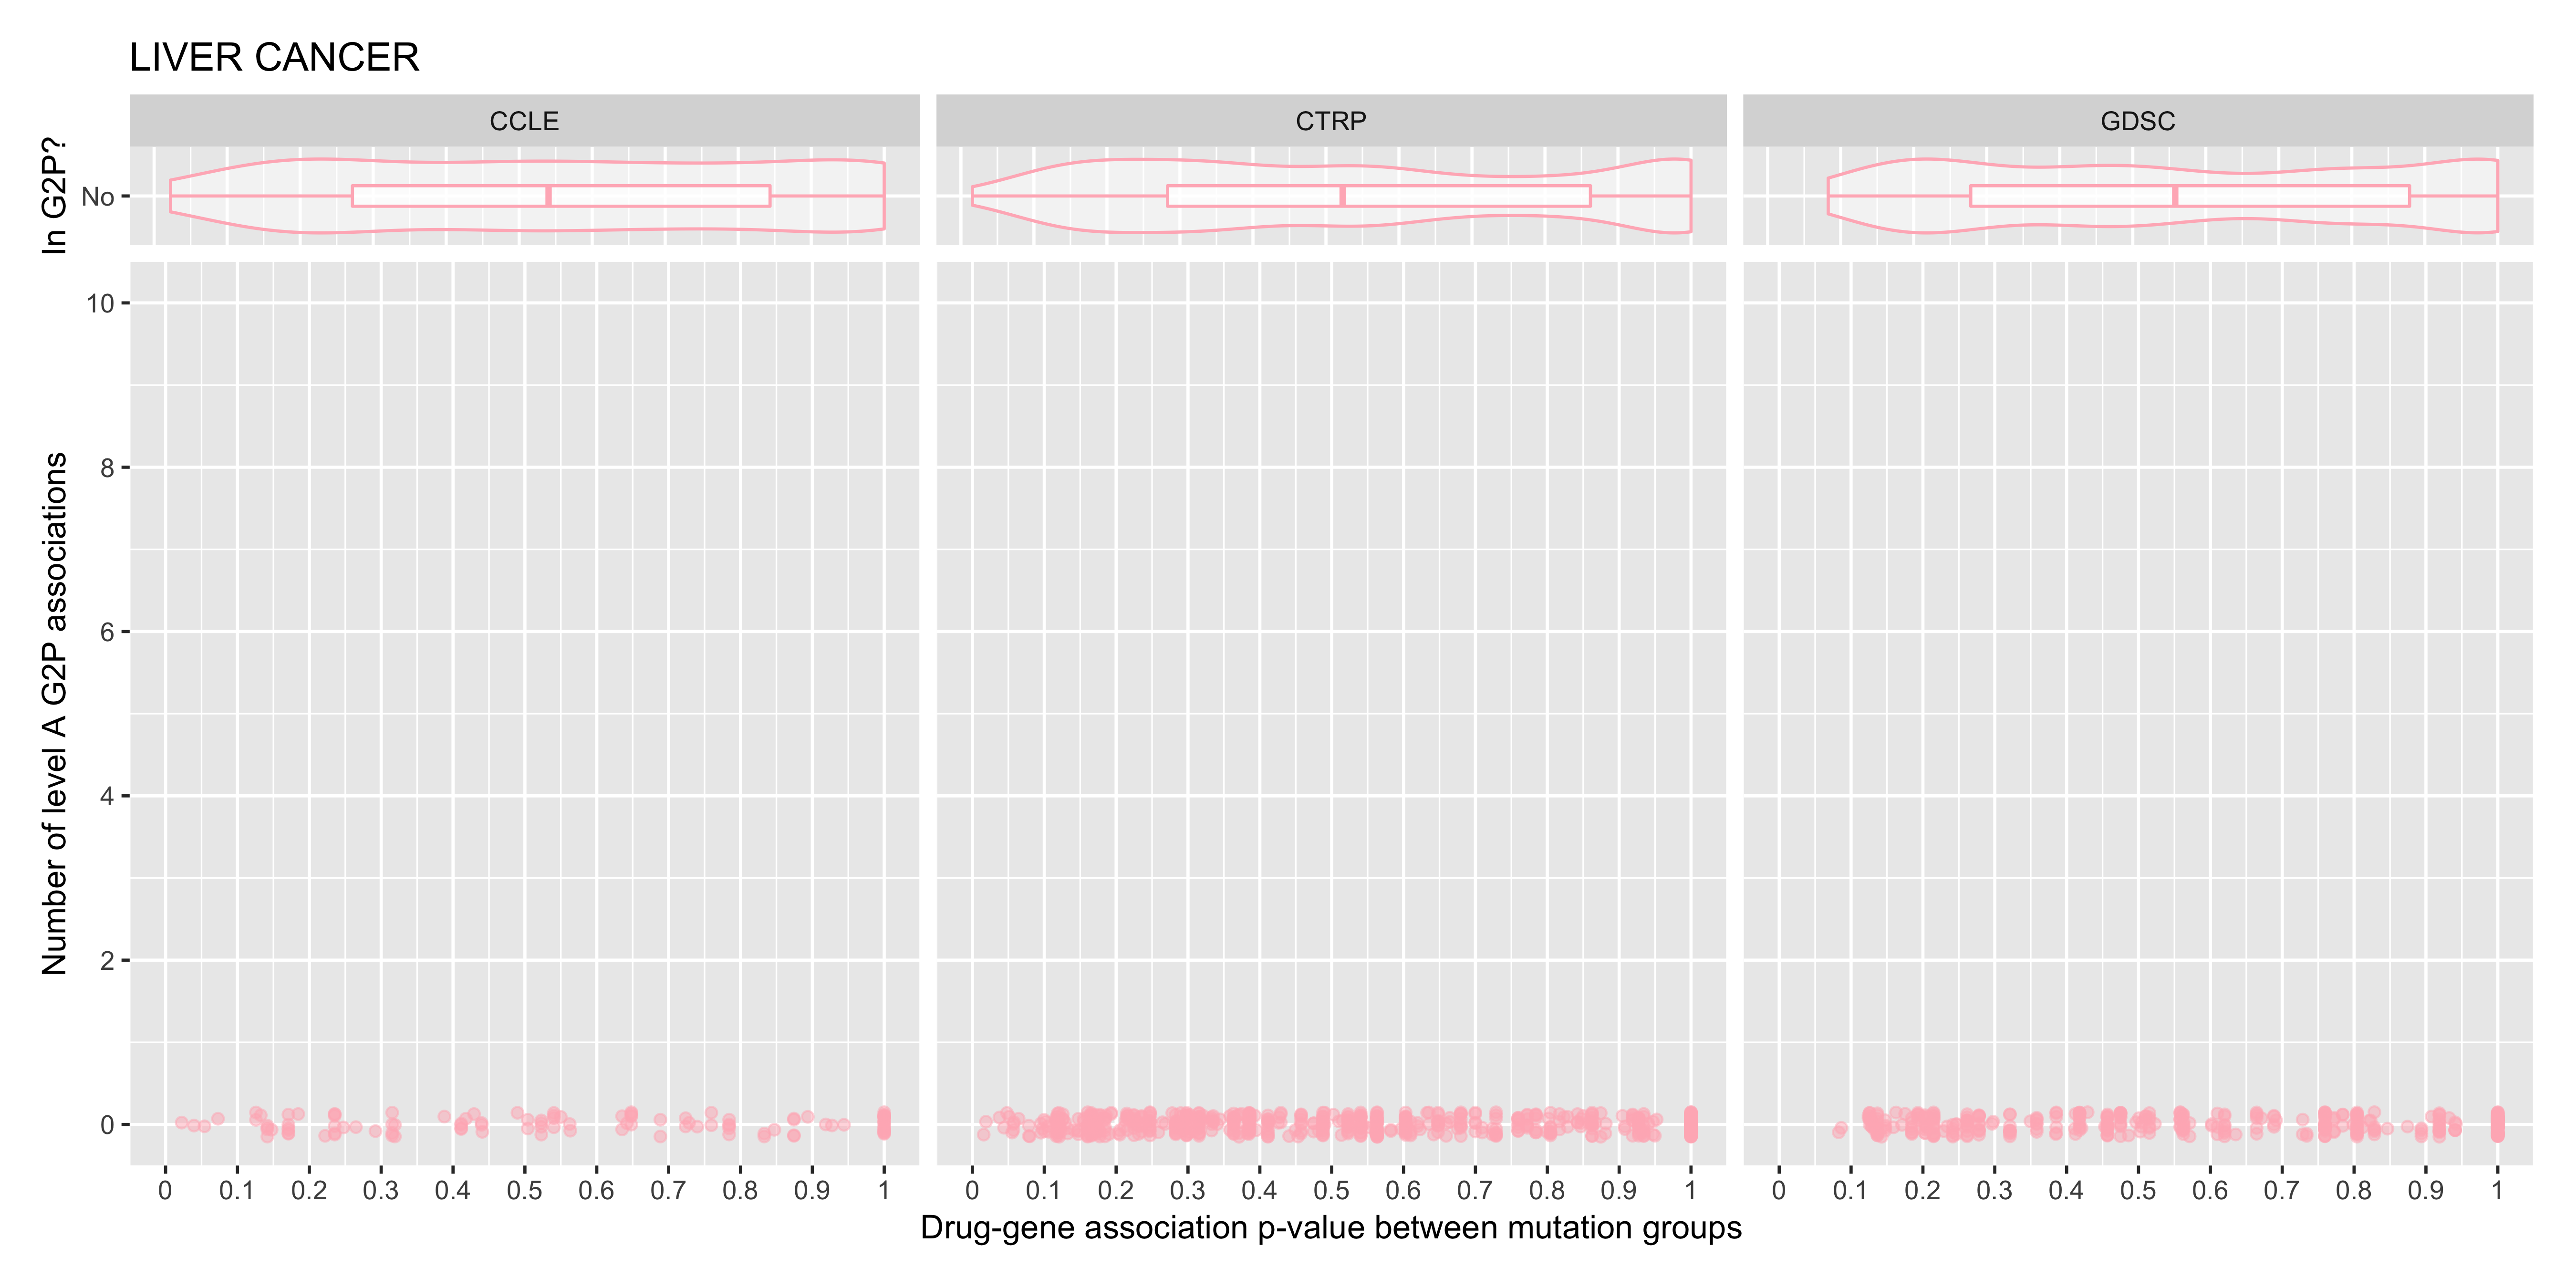 LIVER CANCER
CCLE CTRP GDSC
In G2P?
No
Number of level A G2P associations
10
8
6
4
2
0
0 0.1 0.2 0.3 0.4 0.5 0.6 0.7 0.8 0.9 1 0 0.1 0.2 0.3 0.4 0.5 0.6 0.7 0.8 0.9 1 0 0.1 0.2 0.3 0.4 0.5 0.6 0.7 0.8 0.9 1
Drug-gene association p-value between mutation groups